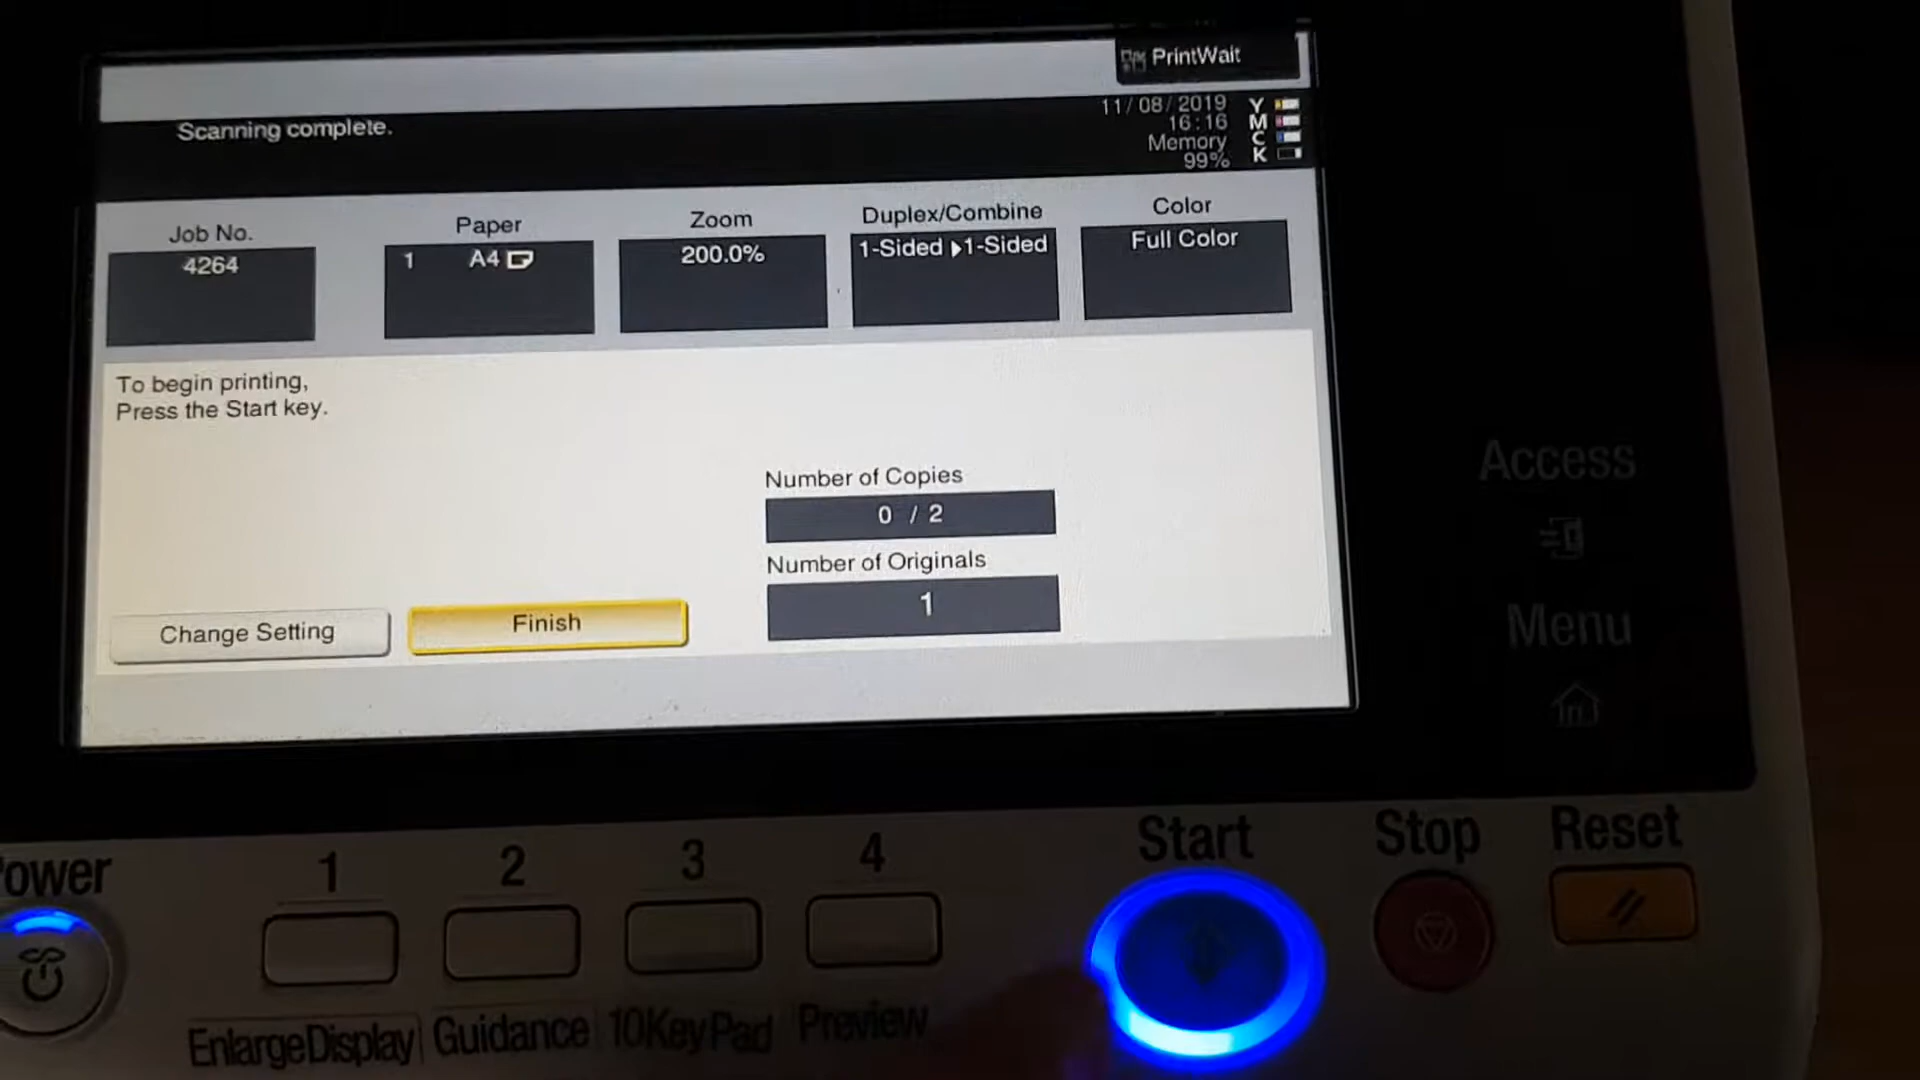 PrintWait
Scanning complete.
11/08/2019
16:16
Memory
99%
Y
M
C
K
Job No.
4264
Paper
1 A4
Zoom
200.0%
Duplex/Combine
1-Sided ▶1-Sided
Color
Full Color
To begin printing,
Press the Start key.
Number of Copies
0 / 2
Number of Originals
1
Change Setting
Finish
Access
Menu
Power
1
2
3
4
Start
Stop
Reset
EnlargeDisplay
Guidance
10KeyPad
Preview